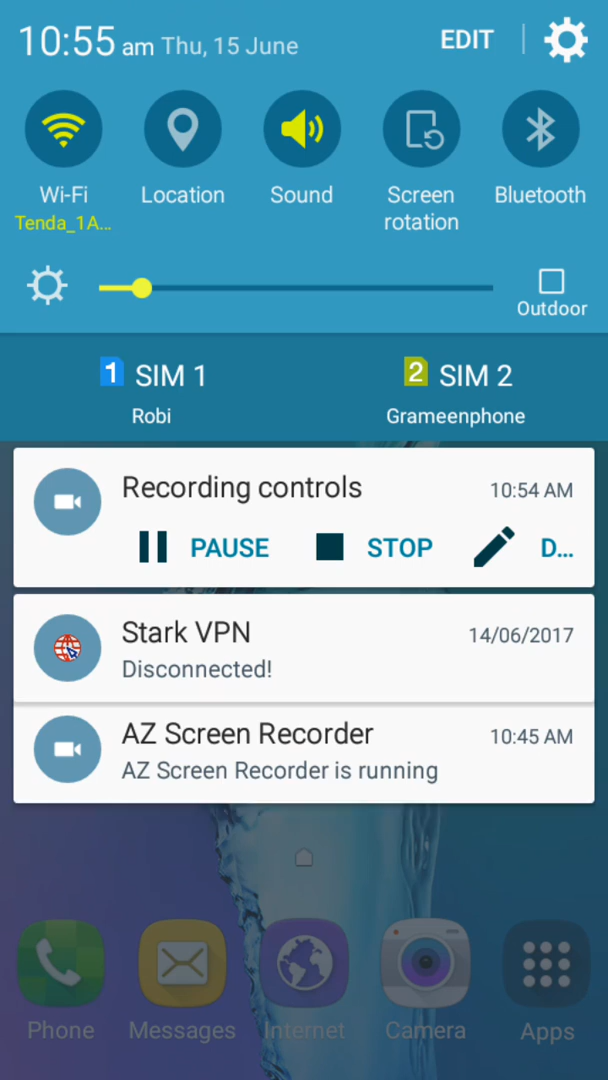 10:55 am Thu, 15 June EDIT
Wi-Fi Location Sound Screen rotation Bluetooth
Tenda_1A...
Outdoor
1 SIM 1 2 SIM 2
Robi Grameenphone
Recording controls 10:54 AM
PAUSE STOP D...
Stark VPN 14/06/2017
Disconnected!
AZ Screen Recorder 10:45 AM
AZ Screen Recorder is running
Phone Messages Internet Camera Apps